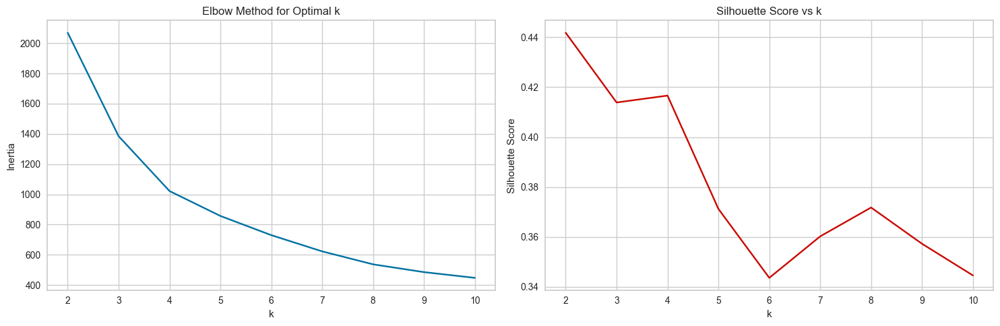 Elbow Method for Optimal k
Inertia
2000
1800
1600
1400
1200
1000
800
600
400
2 3 4 5 6 7 8 9 10
k
Silhouette Score vs k
Silhouette Score
0.44
0.42
0.40
0.38
0.36
0.34
2 3 4 5 6 7 8 9 10
k